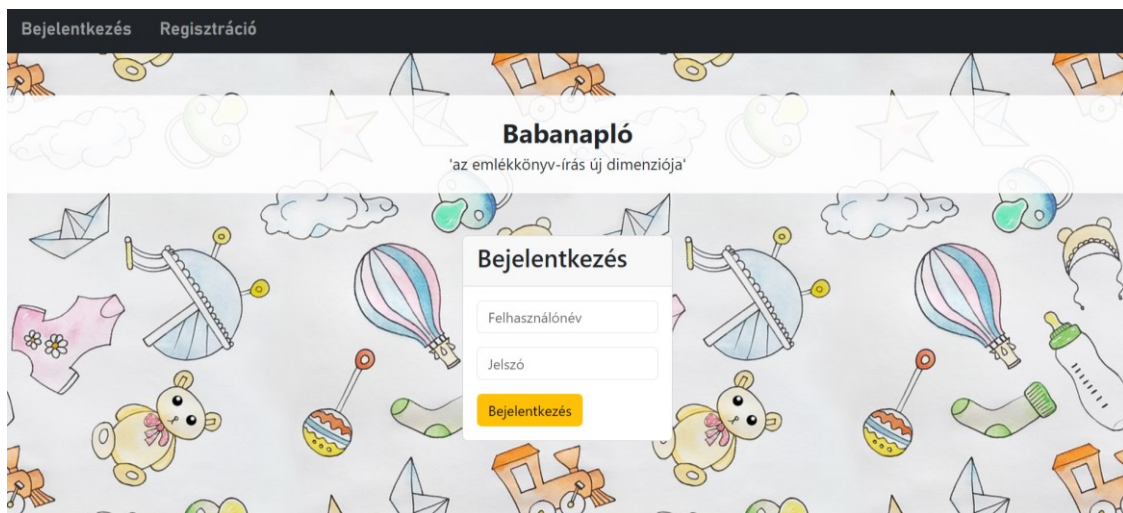 Bejelentkezés Regisztráció
Babanapló
'az emlékkönyv-írás új dimenziója'
Bejelentkezés
Felhasználónév
Jelszó
Bejelentkezés